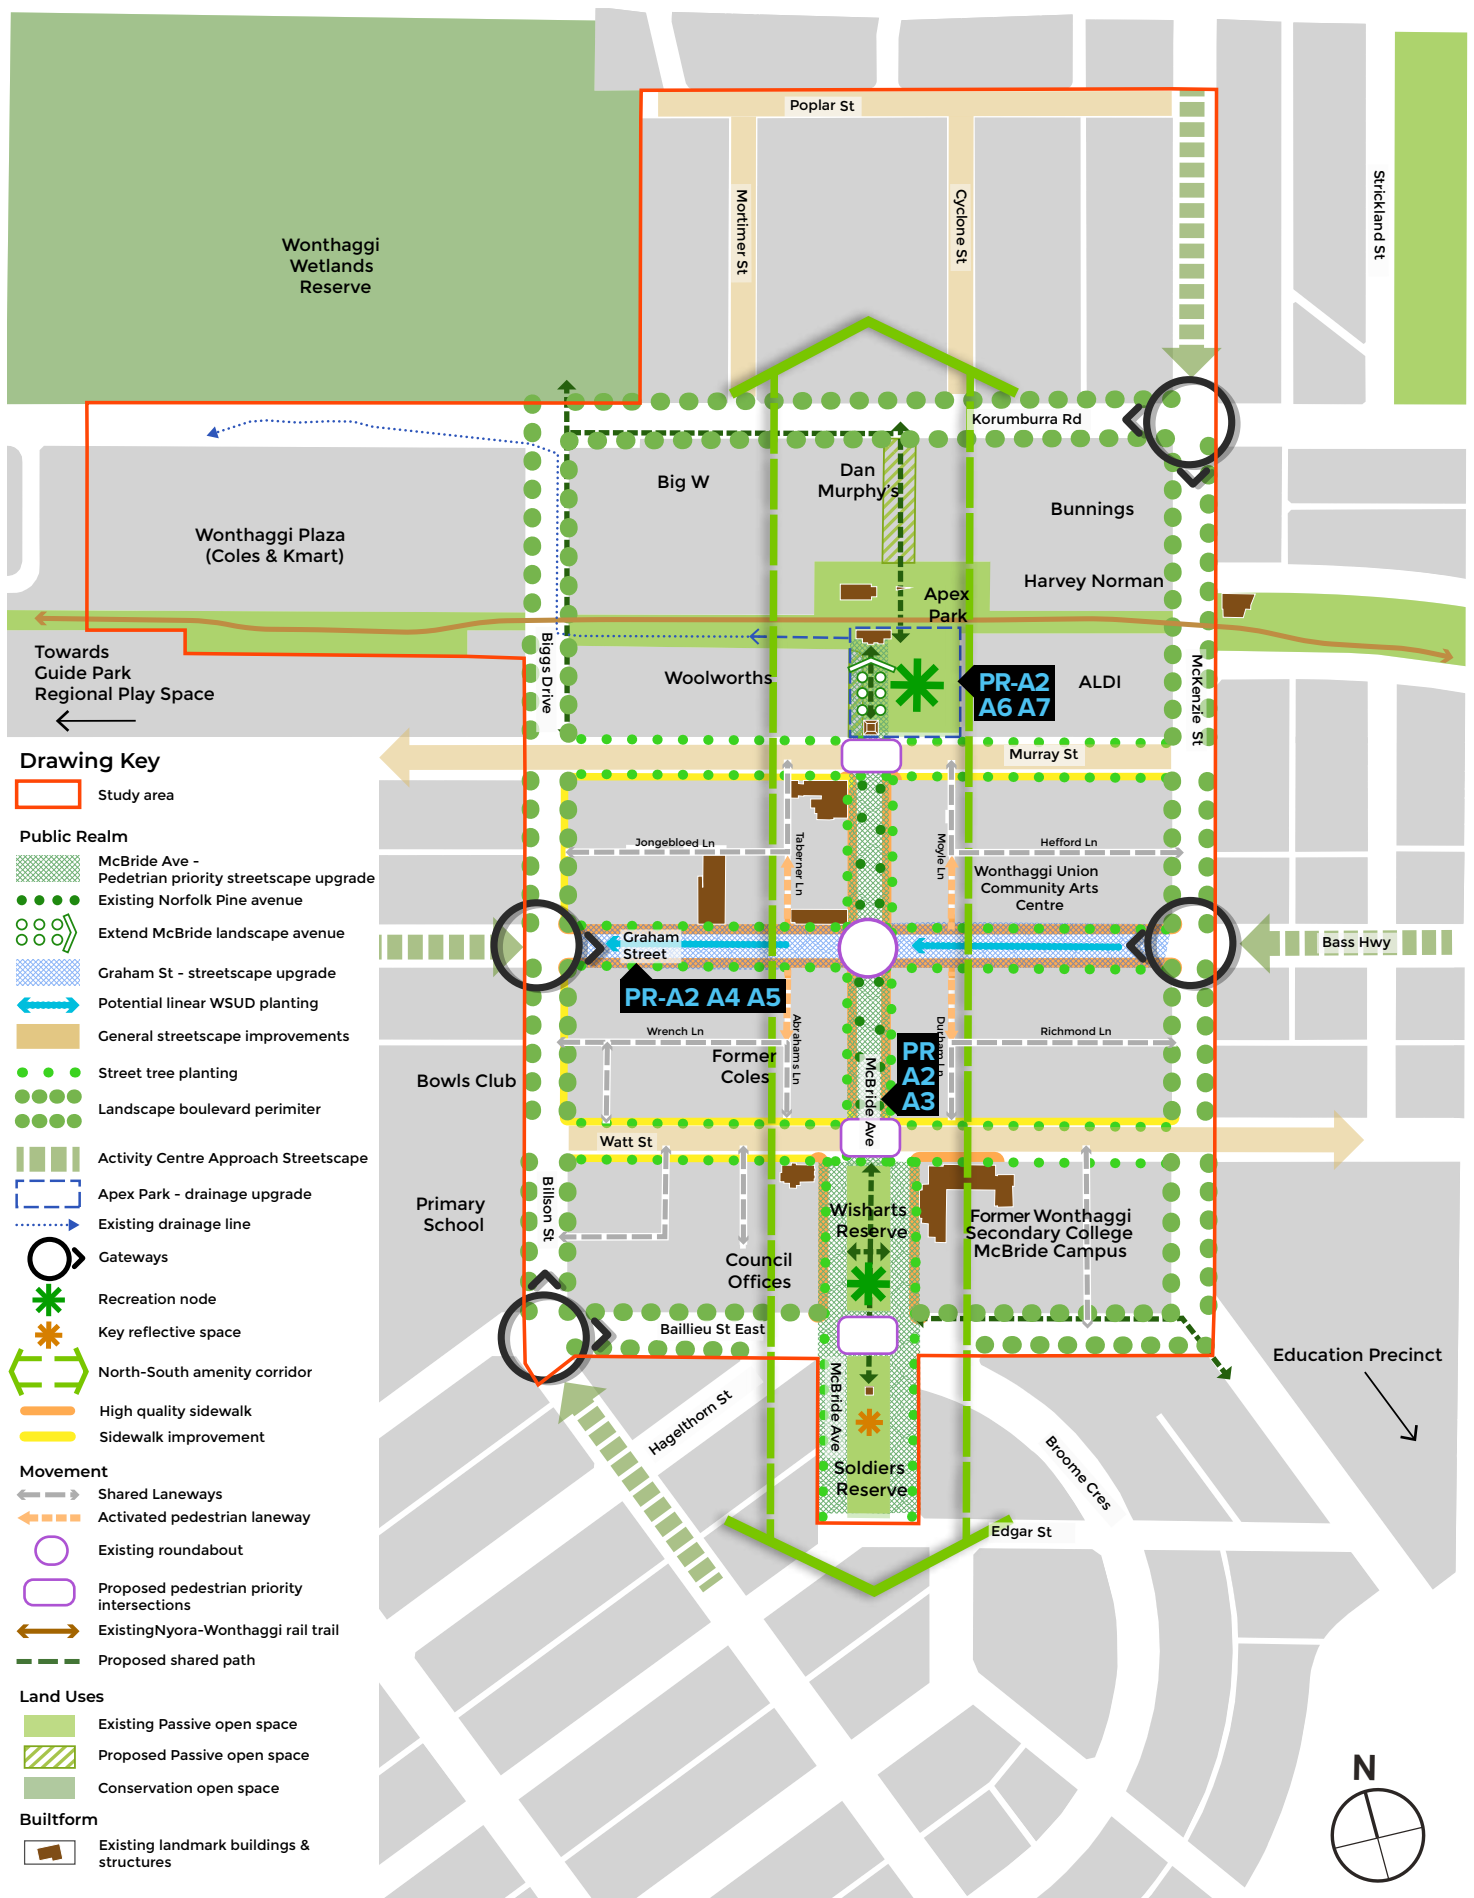 Poplar St
Mortimer St
Cyclone St
Strickland St
Wonthaggi
Wetlands
Reserve
Korumburra Rd
Big W
Dan
Murphy's
Bunnings
Wonthaggi Plaza
(Coles & Kmart)
Harvey Norman
Apex
Park
Towards
Guide Park
Regional Play Space
Biggs Drive
Woolworths
PR-A2
A6 A7
ALDI
McKenzie St
Murray St
Jongebloed Ln
Taberner Ln
Moyle Ln
Hefford Ln
Wonthaggi Union
Community Arts
Centre
Graham
Street
Bass Hwy
PR-A2 A4 A5
Wrench Ln
Abrahams Ln
Durham Ln
Richmond Ln
Former
Coles
McBride Ave
PR
A2
A3
Bowls Club
Watt St
Primary
School
Billson St
Wisharts
Reserve
Former Wonthaggi
Secondary College
McBride Campus
Council
Offices
Baillieu St East
McBride Ave
Hagelthorn St
Education Precinct
Broome Cres
Soldiers
Reserve
Edgar St
N
Drawing Key
Study area
Public Realm
McBride Ave -
Pedetrian priority streetscape upgrade
Existing Norfolk Pine avenue
Extend McBride landscape avenue
Graham St - streetscape upgrade
Potential linear WSUD planting
General streetscape improvements
Street tree planting
Landscape boulevard perimiter
Activity Centre Approach Streetscape
Apex Park - drainage upgrade
Existing drainage line
Gateways
Recreation node
Key reflective space
North-South amenity corridor
High quality sidewalk
Sidewalk improvement
Movement
Shared Laneways
Activated pedestrian laneway
Existing roundabout
Proposed pedestrian priority
intersections
ExistingNyora-Wonthaggi rail trail
Proposed shared path
Land Uses
Existing Passive open space
Proposed Passive open space
Conservation open space
Builtform
Existing landmark buildings &
structures